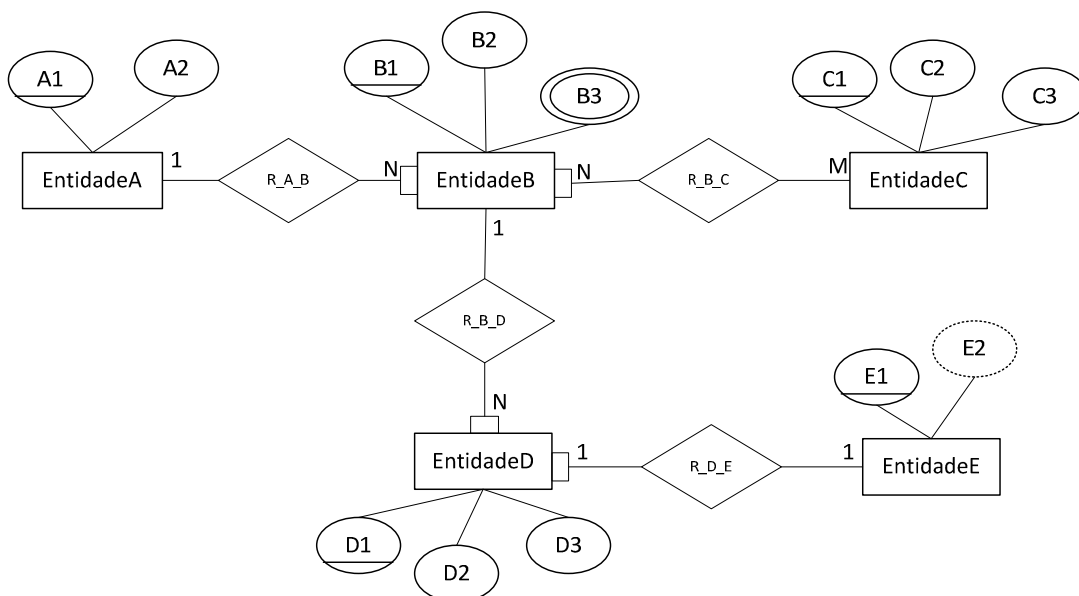 A1
A2
B1
B2
B3
C1
C2
C3
EntidadeA
1
R_A_B
N
EntidadeB
N
R_B_C
M
EntidadeC
1
R_B_D
N
EntidadeD
1
R_D_E
1
EntidadeE
E1
E2
D1
D2
D3